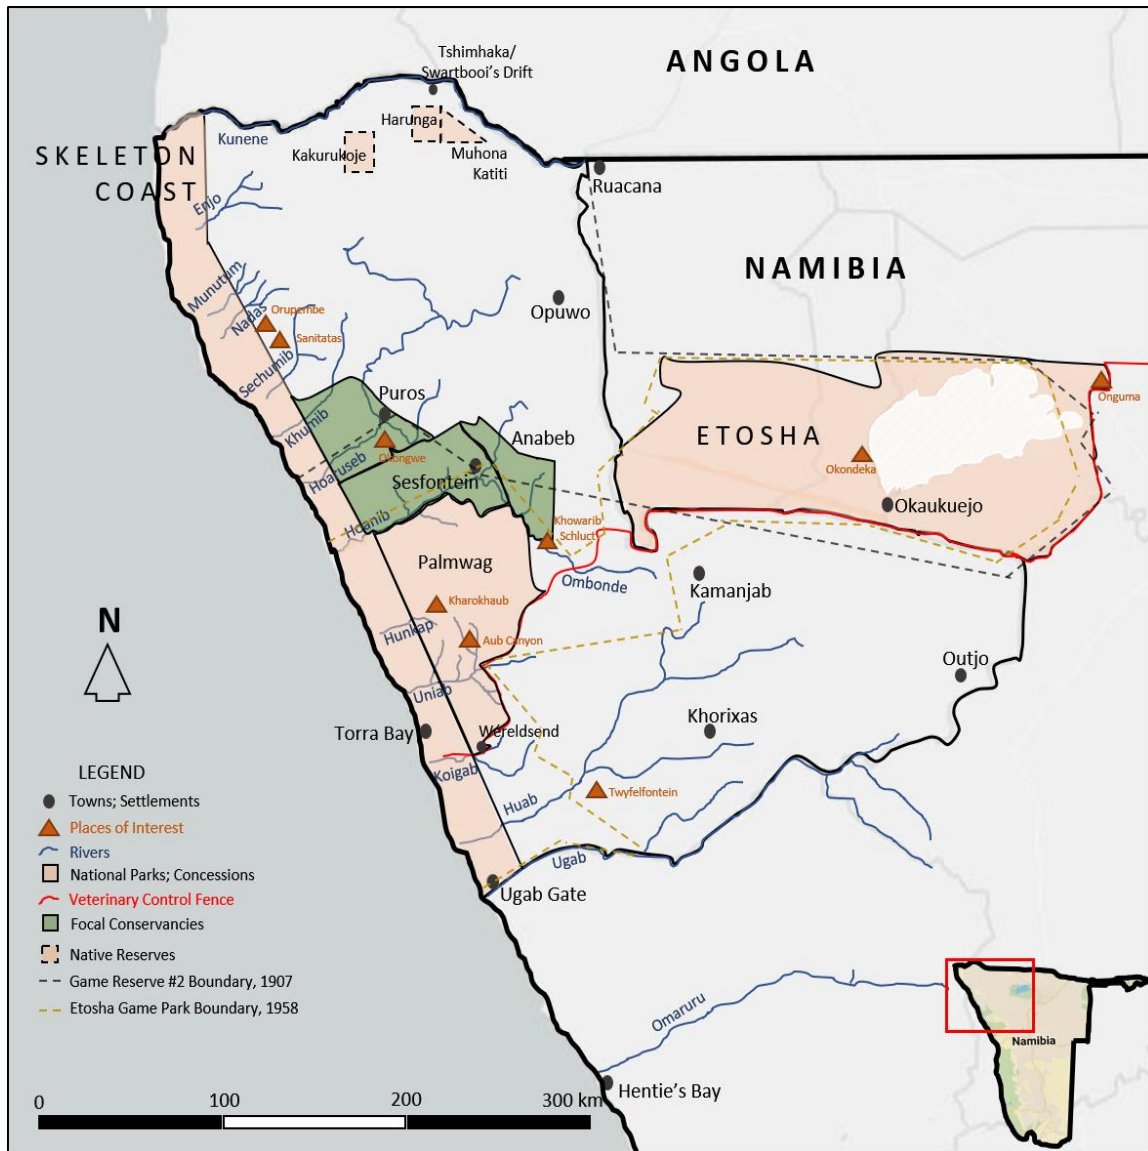 Tshimhaka/
Swartbooi's Drift
ANGOLA
Harunga
Kunene
SKELETON
COAST
Kakurukoje
Muhona
Katiti
Ruacana
Enjo
NAMIBIA
Munutum
Nadas
Orupembe
Sanitatas
Opuwo
Sechumib
Onguma
Puros
Khumib
Anabeb
ETOSHA
Okongwe
Okondeka
Hoaruseb
Sesfontein
Okaukuejo
Hoanib
Khowarib
Schluct
Palmwag
Ombonde
Kamanjab
Kharokhaub
N
Hunkap
Aub Canyon
Outjo
Uniab
Torra Bay
Wêreldsend
Khorixas
Koigab
LEGEND
Towns; Settlements
Places of Interest
Rivers
National Parks; Concessions
Veterinary Control Fence
Focal Conservancies
Native Reserves
Game Reserve #2 Boundary, 1907
Etosha Game Park Boundary, 1958
Huab
Twyfelfontein
Ugab
Ugab Gate
Omaruru
Namibia
Hentie's Bay
0 100 200 300 km